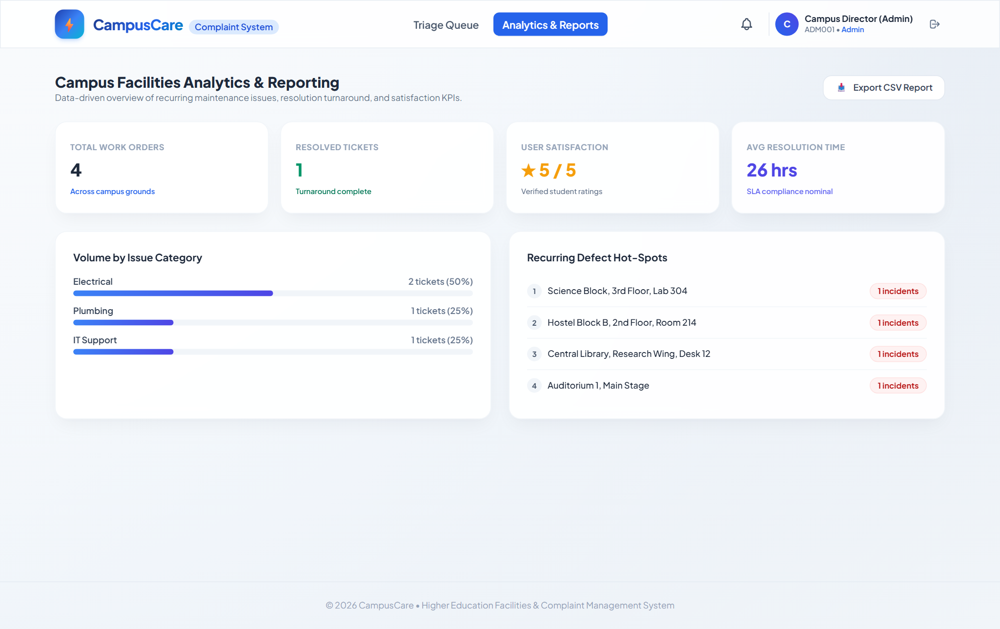 CampusCare Complaint System Triage Queue Analytics & Reports Campus Director (Admin)
C
ADM001 • Admin
Campus Facilities Analytics & Reporting
Data-driven overview of recurring maintenance issues, resolution turnaround, and satisfaction KPIs.
Export CSV Report
TOTAL WORK ORDERS
4
Across campus grounds
RESOLVED TICKETS
1
Turnaround complete
USER SATISFACTION
★ 5 / 5
Verified student ratings
AVG RESOLUTION TIME
26 hrs
SLA compliance nominal
Volume by Issue Category
Electrical 2 tickets (50%)
Plumbing 1 tickets (25%)
IT Support 1 tickets (25%)
Recurring Defect Hot-Spots
1 Science Block, 3rd Floor, Lab 304 1 incidents
2 Hostel Block B, 2nd Floor, Room 214 1 incidents
3 Central Library, Research Wing, Desk 12 1 incidents
4 Auditorium 1, Main Stage 1 incidents
© 2026 CampusCare • Higher Education Facilities & Complaint Management System